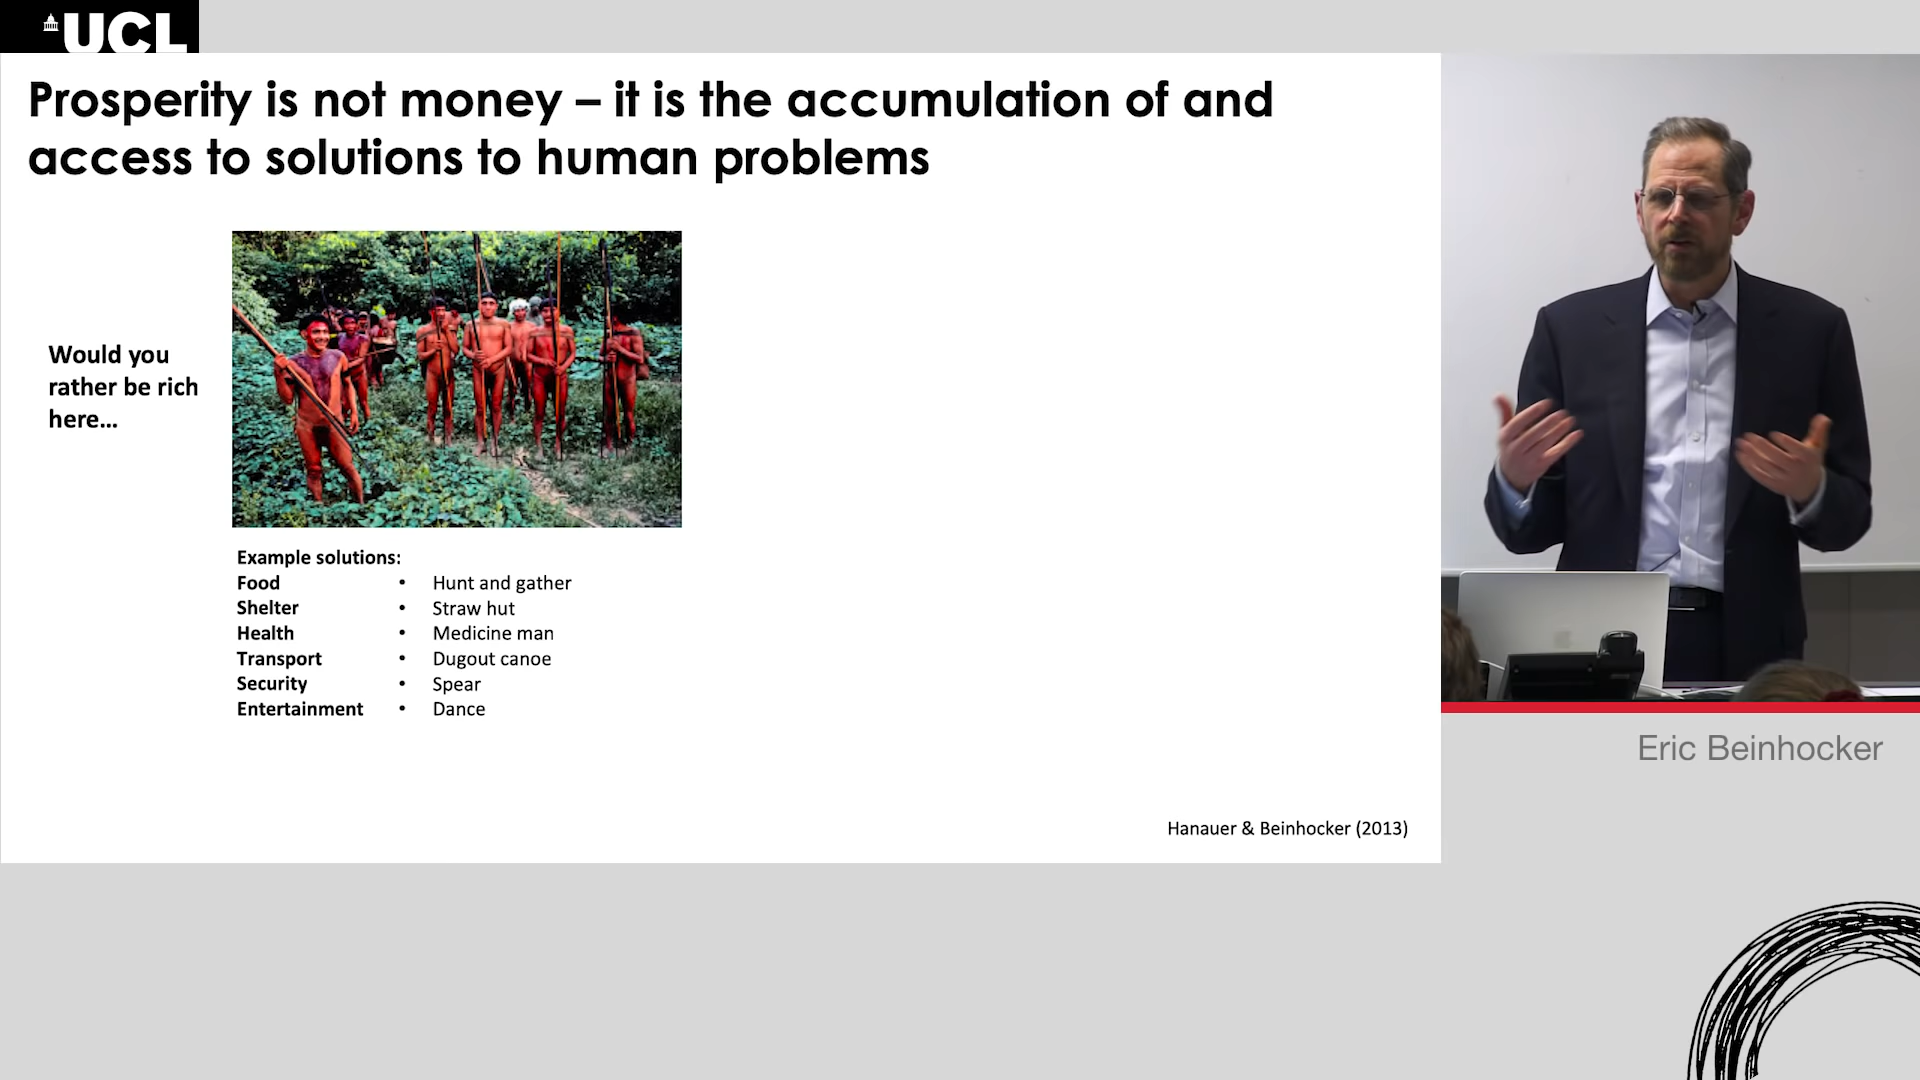 UCL
Prosperity is not money – it is the accumulation of and
access to solutions to human problems
Would you
rather be rich
here...
Example solutions:
Food • Hunt and gather
Shelter • Straw hut
Health • Medicine man
Transport • Dugout canoe
Security • Spear
Entertainment • Dance
Hanauer & Beinhocker (2013)
Eric Beinhocker